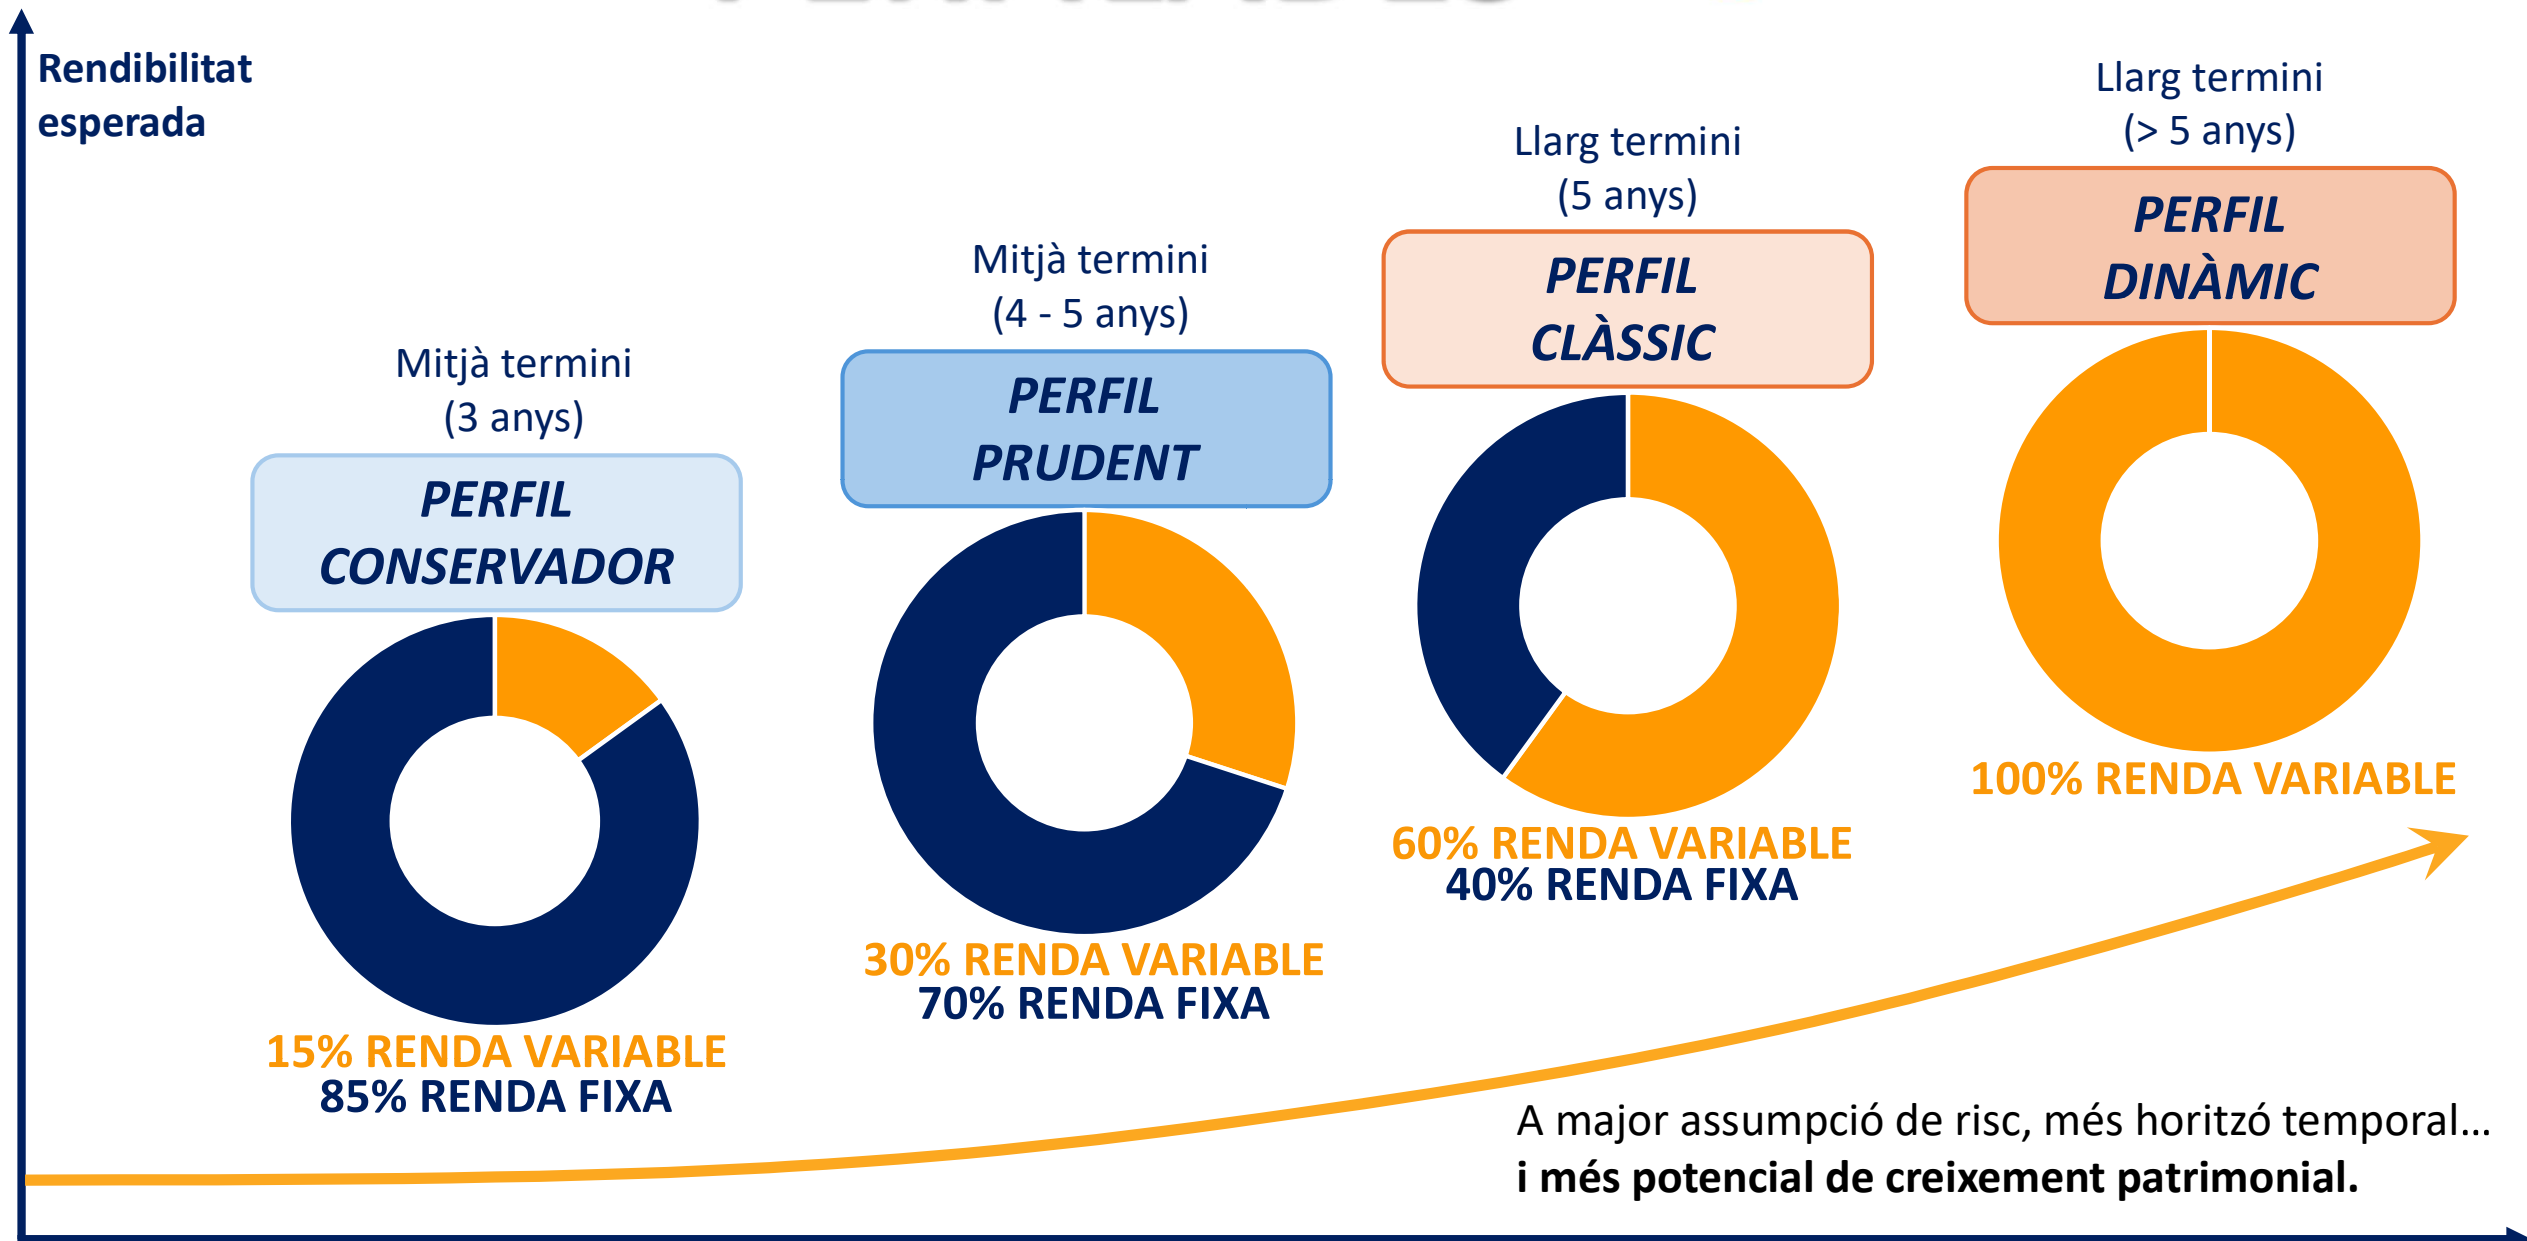 Rendibilitat
esperada
Mitjà termini
(3 anys)
PERFIL
CONSERVADOR
15% RENDA VARIABLE
85% RENDA FIXA
Mitjà termini
(4 - 5 anys)
PERFIL
PRUDENT
30% RENDA VARIABLE
70% RENDA FIXA
Llarg termini
(5 anys)
PERFIL
CLÀSSIC
60% RENDA VARIABLE
40% RENDA FIXA
Llarg termini
(> 5 anys)
PERFIL
DINÀMIC
100% RENDA VARIABLE
A major assumpció de risc, més horitzó temporal...
i més potencial de creixement patrimonial.